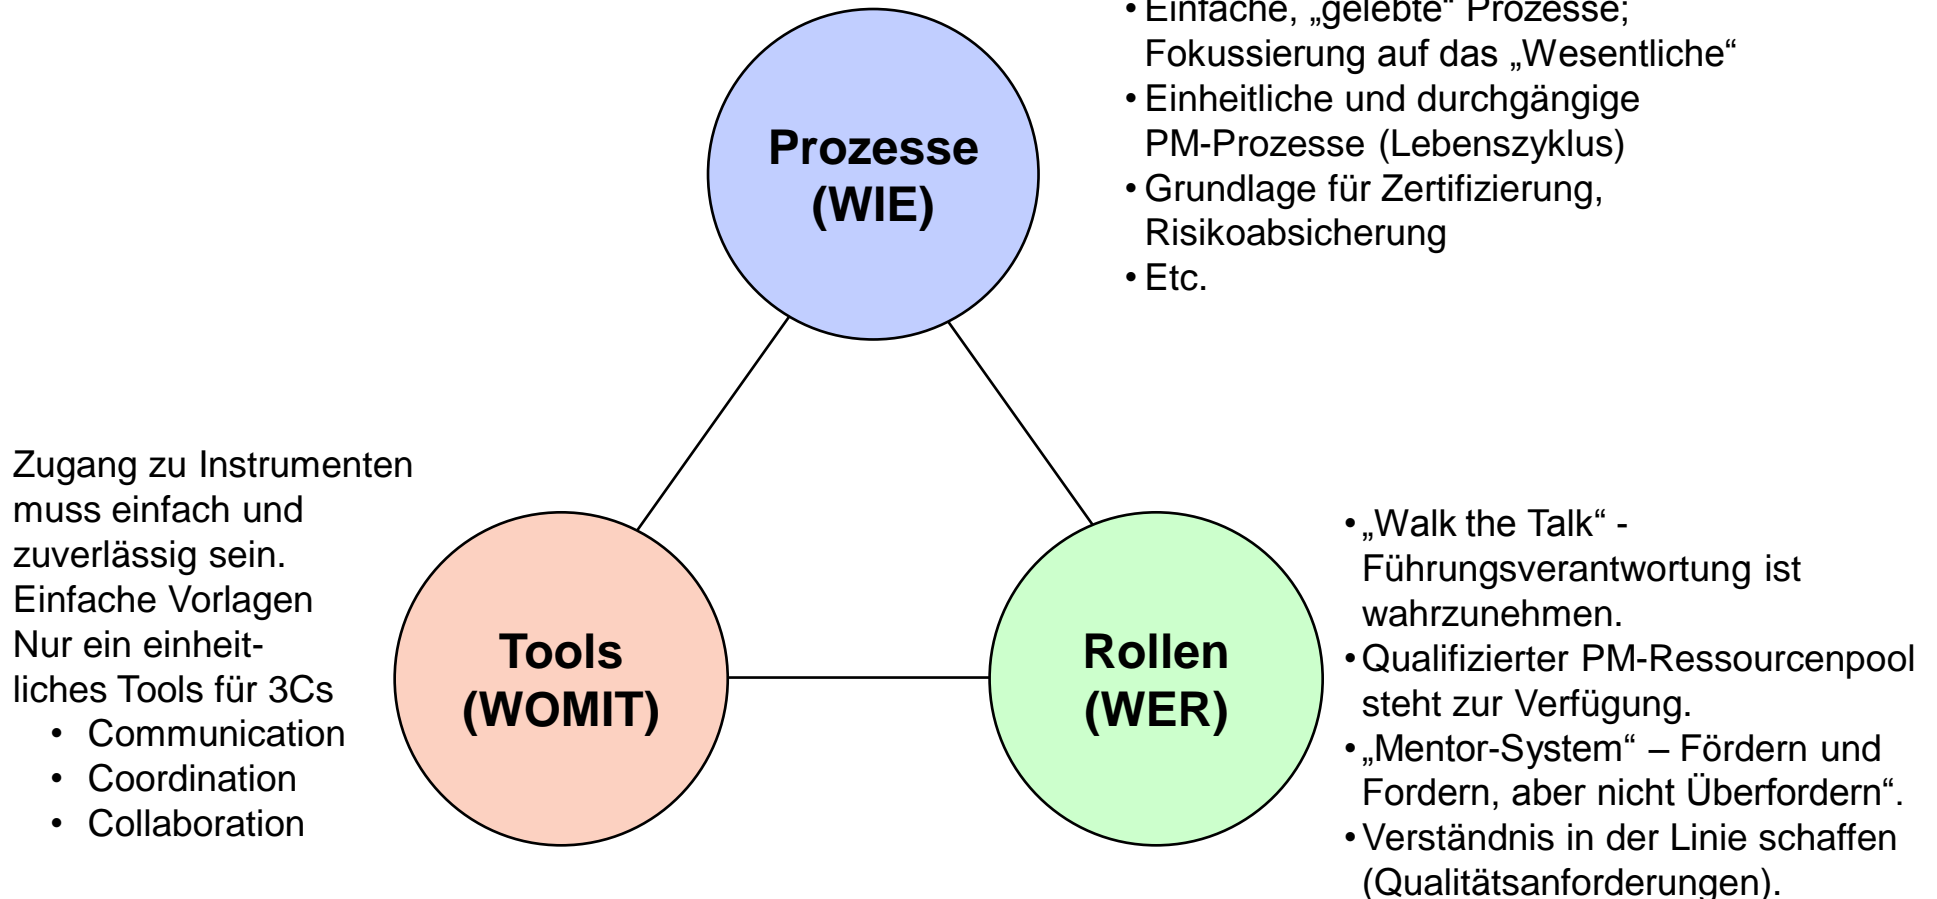 • Einfache, „gelebte“ Prozesse;
Fokussierung auf das „Wesentliche“
• Einheitliche und durchgängige
PM-Prozesse (Lebenszyklus)
• Grundlage für Zertifizierung,
Risikoabsicherung
• Etc.
Prozesse
(WIE)
Zugang zu Instrumenten
muss einfach und
zuverlässig sein.
Einfache Vorlagen
Nur ein einheit-
liches Tools für 3Cs
• Communication
• Coordination
• Collaboration
Tools
(WOMIT)
Rollen
(WER)
• „Walk the Talk“ -
Führungsverantwortung ist
wahrzunehmen.
• Qualifizierter PM-Ressourcenpool
steht zur Verfügung.
• „Mentor-System“ – Fördern und
Fordern, aber nicht Überfordern“.
• Verständnis in der Linie schaffen
(Qualitätsanforderungen).